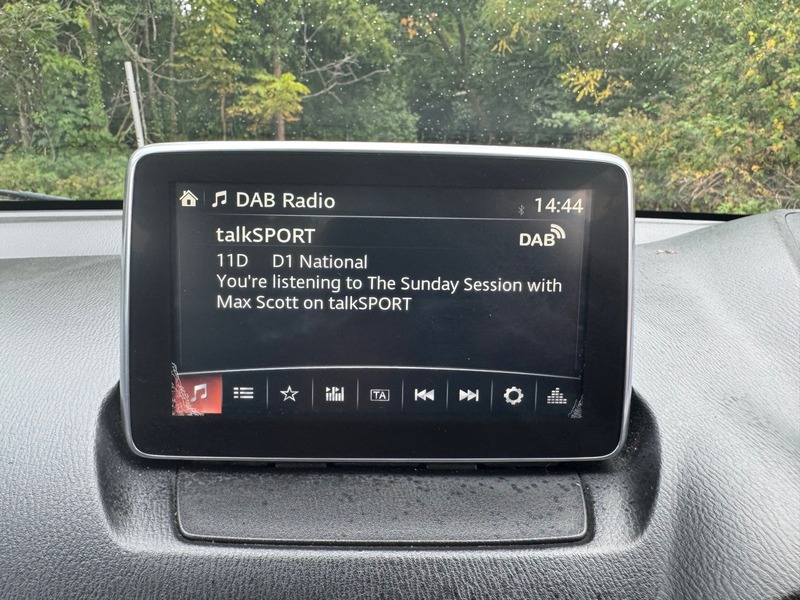 DAB Radio 14:44
talkSPORT DAB
11D D1 National
You're listening to The Sunday Session with
Max Scott on talkSPORT
TA